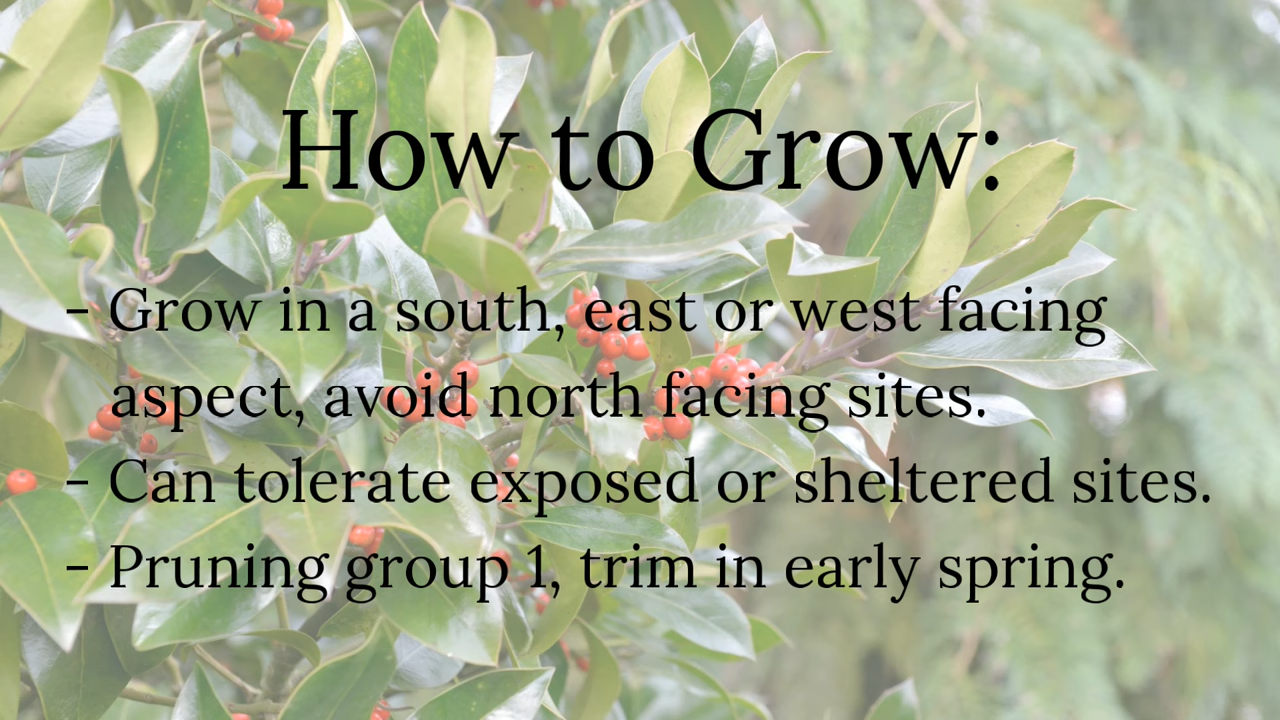 How to Grow:
- Grow in a south, east or west facing
aspect, avoid north facing sites.
- Can tolerate exposed or sheltered sites.
- Pruning group 1, trim in early spring.